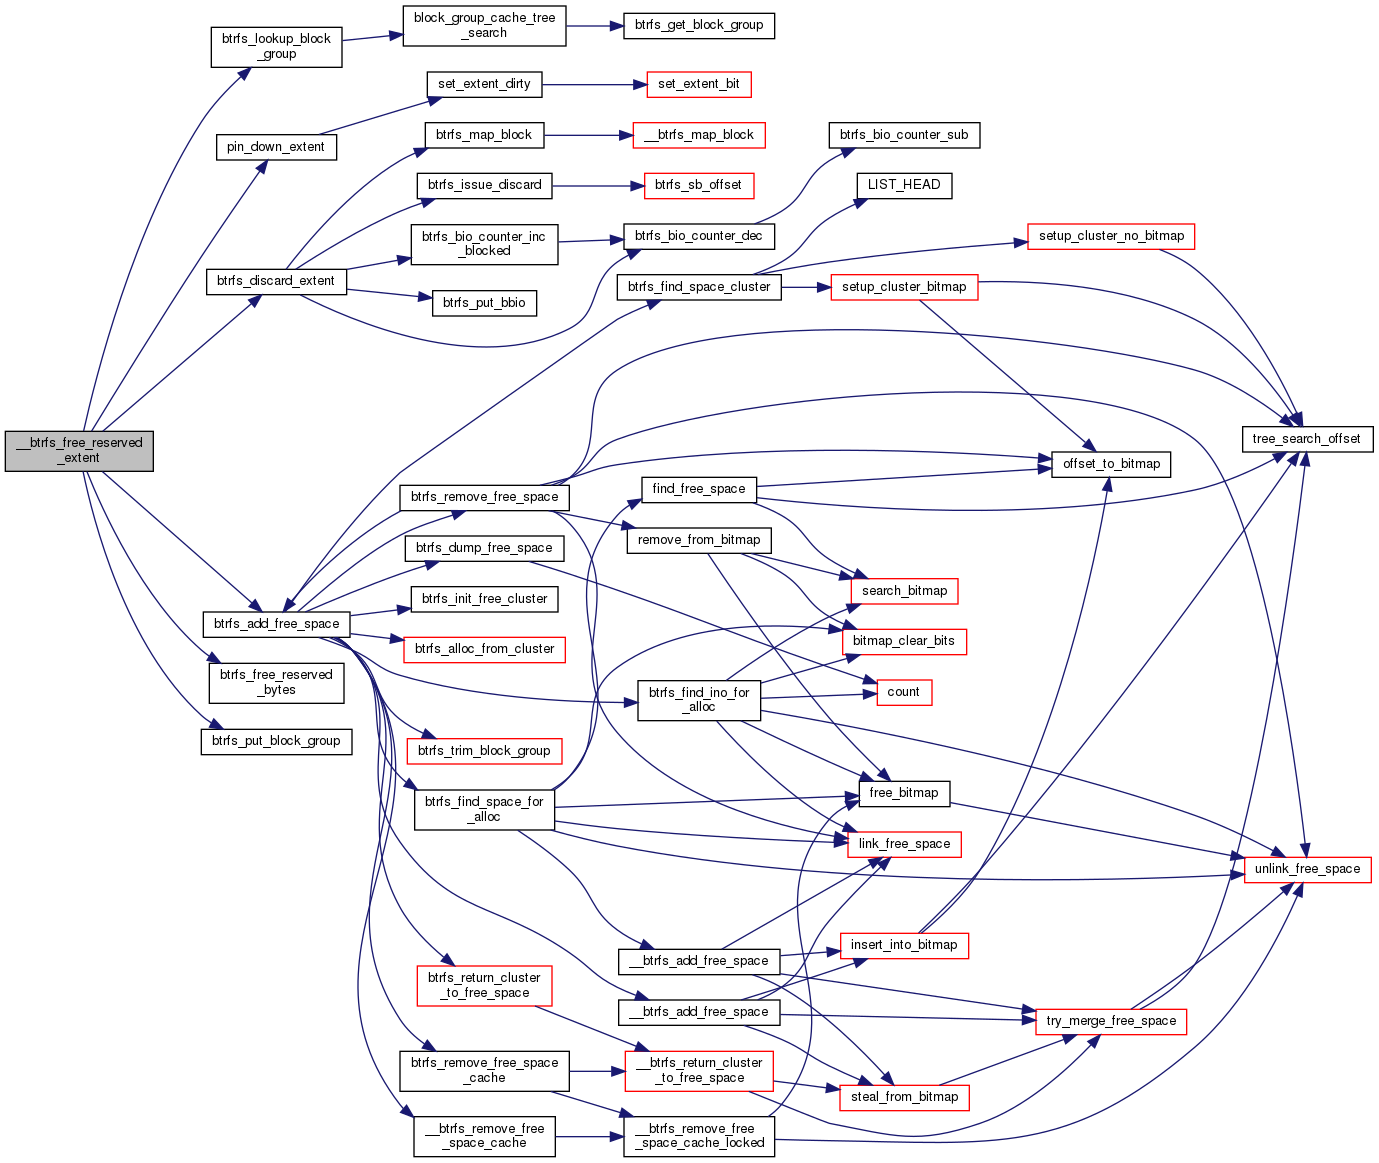 block_group_cache_tree
_search
btrfs_get_block_group
btrfs_lookup_block
_group
set_extent_dirty
set_extent_bit
pin_down_extent
btrfs_map_block
__btrfs_map_block
btrfs_bio_counter_sub
btrfs_issue_discard
btrfs_sb_offset
LIST_HEAD
btrfs_bio_counter_inc
_blocked
btrfs_bio_counter_dec
setup_cluster_no_bitmap
btrfs_discard_extent
btrfs_put_bbio
btrfs_find_space_cluster
setup_cluster_bitmap
__btrfs_free_reserved
_extent
tree_search_offset
offset_to_bitmap
btrfs_remove_free_space
find_free_space
btrfs_dump_free_space
remove_from_bitmap
btrfs_init_free_cluster
search_bitmap
btrfs_add_free_space
btrfs_alloc_from_cluster
bitmap_clear_bits
btrfs_free_reserved
_bytes
btrfs_find_ino_for
_alloc
count
btrfs_put_block_group
btrfs_trim_block_group
btrfs_find_space_for
_alloc
free_bitmap
link_free_space
unlink_free_space
__btrfs_add_free_space
insert_into_bitmap
btrfs_return_cluster
_to_free_space
__btrfs_add_free_space
try_merge_free_space
btrfs_remove_free_space
_cache
__btrfs_return_cluster
_to_free_space
steal_from_bitmap
__btrfs_remove_free
_space_cache
__btrfs_remove_free
_space_cache_locked